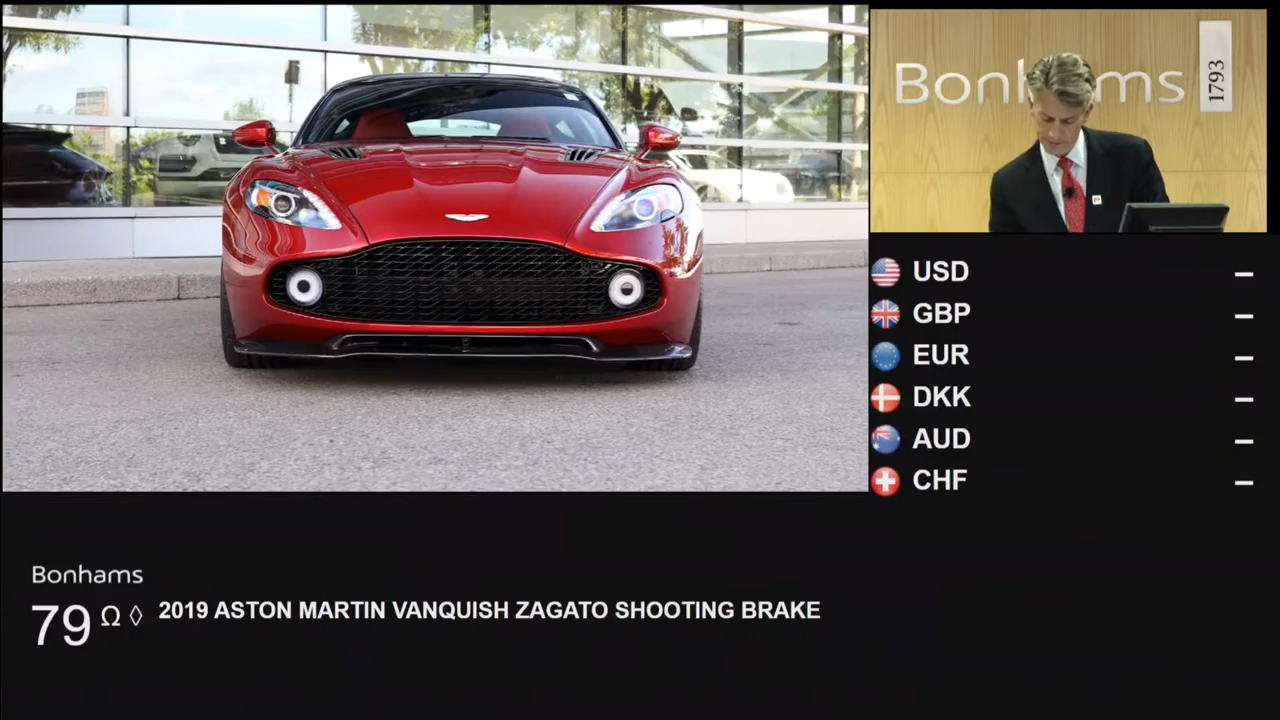 Bonhams
1793
USD –
GBP –
EUR –
DKK –
AUD –
CHF –
Bonhams
79 Ω ◊ 2019 ASTON MARTIN VANQUISH ZAGATO SHOOTING BRAKE